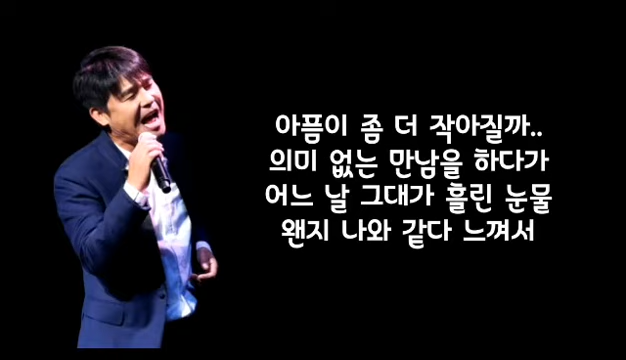 아픔이 좀 더 작아질까..
의미 없는 만남을 하다가
어느 날 그대가 흘린 눈물
왠지 나와 같다 느껴서